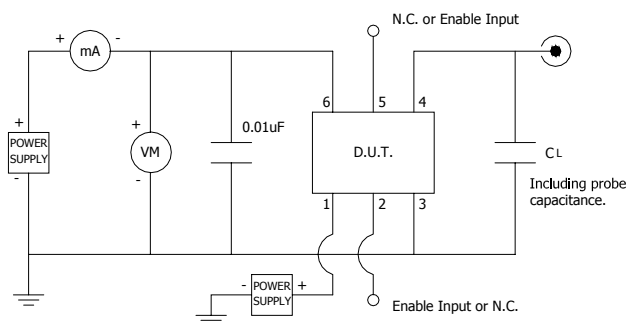 N.C. or Enable Input
+ mA -
6 5 4
+
POWER
SUPPLY
-
+
VM
-
0.01uF
D.U.T.
CL
Including probe
capacitance.
1 2 3
- POWER
SUPPLY +
Enable Input or N.C.